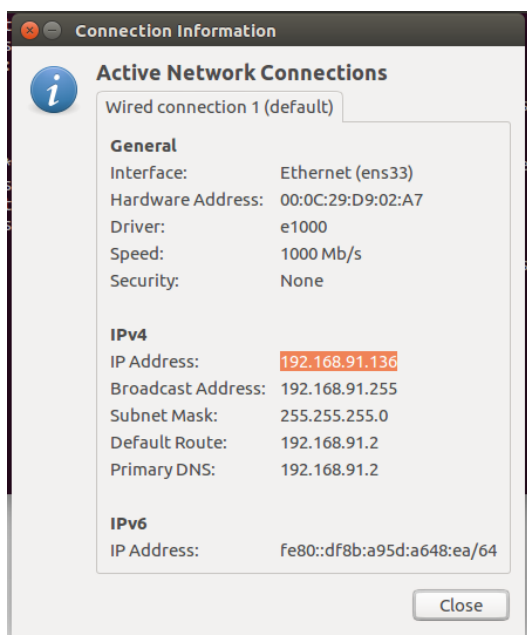 Connection Information
Active Network Connections
Wired connection 1 (default)
General
Interface: Ethernet (ens33)
Hardware Address: 00:0C:29:D9:02:A7
Driver: e1000
Speed: 1000 Mb/s
Security: None
IPv4
IP Address: 192.168.91.136
Broadcast Address: 192.168.91.255
Subnet Mask: 255.255.255.0
Default Route: 192.168.91.2
Primary DNS: 192.168.91.2
IPv6
IP Address: fe80::df8b:a95d:a648:ea/64
Close